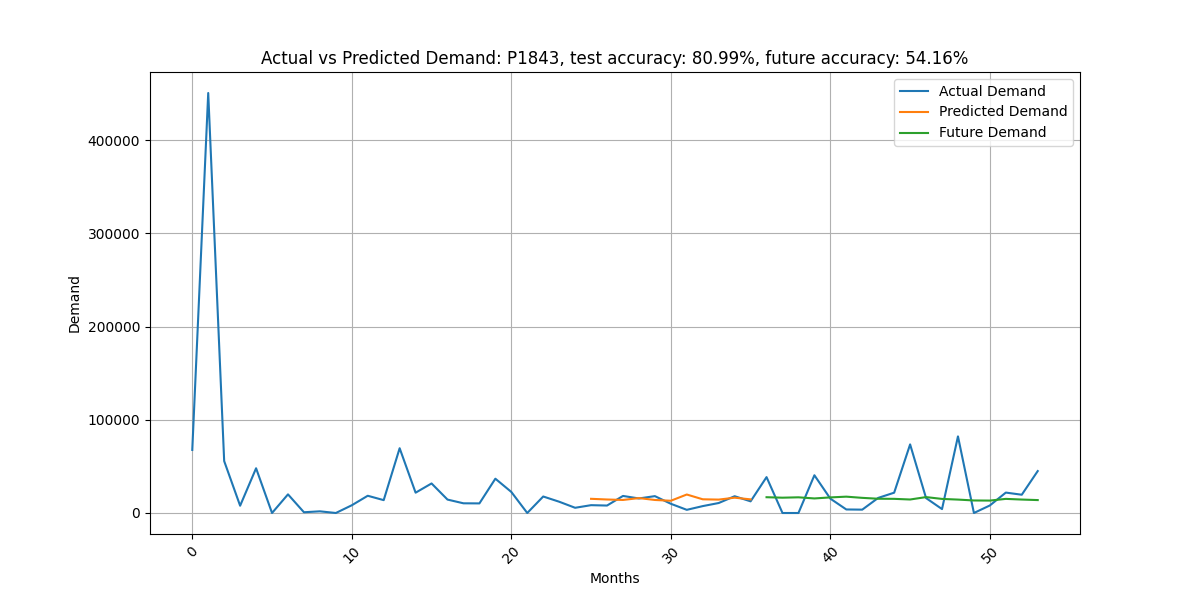 Actual vs Predicted Demand: P1843, test accuracy: 80.99%, future accuracy: 54.16%
Actual Demand
Predicted Demand
Future Demand
Demand
400000
300000
200000
100000
0
0
10
20
30
40
50
Months